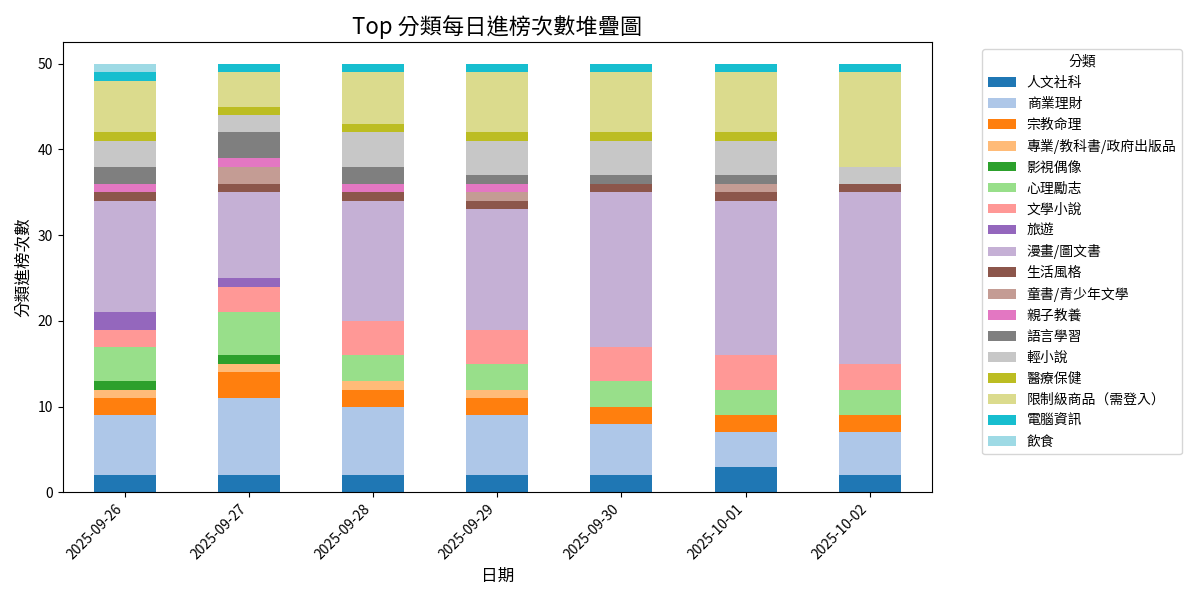 Top 分類每日進榜次數堆疊圖
分類進榜次數
50
40
30
20
10
0
2025-09-26
2025-09-27
2025-09-28
2025-09-29
2025-09-30
2025-10-01
2025-10-02
日期
分類
人文社科
商業理財
宗教命理
專業/教科書/政府出版品
影視偶像
心理勵志
文學小說
旅遊
漫畫/圖文書
生活風格
童書/青少年文學
親子教養
語言學習
輕小說
醫療保健
限制級商品（需登入）
電腦資訊
飲食